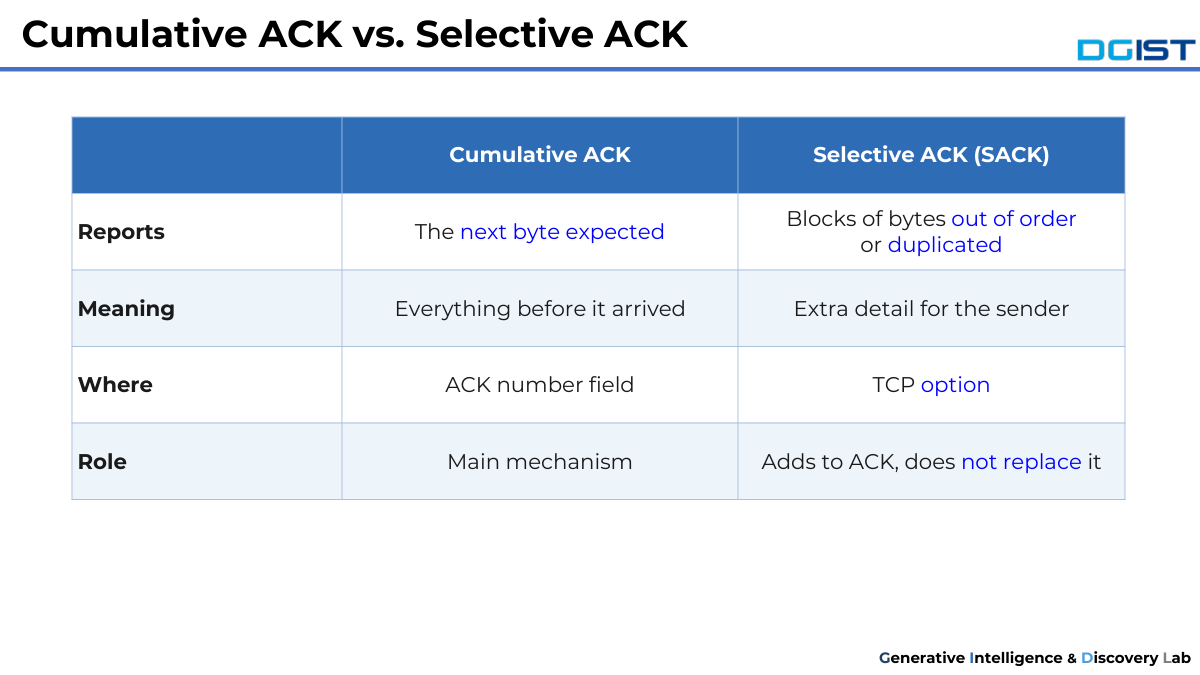 Cumulative ACK vs. Selective ACK
DGIST
Cumulative ACK
Selective ACK (SACK)
Reports
The next byte expected
Blocks of bytes out of order
or duplicated
Meaning
Everything before it arrived
Extra detail for the sender
Where
ACK number field
TCP option
Role
Main mechanism
Adds to ACK, does not replace it
Generative Intelligence & Discovery Lab